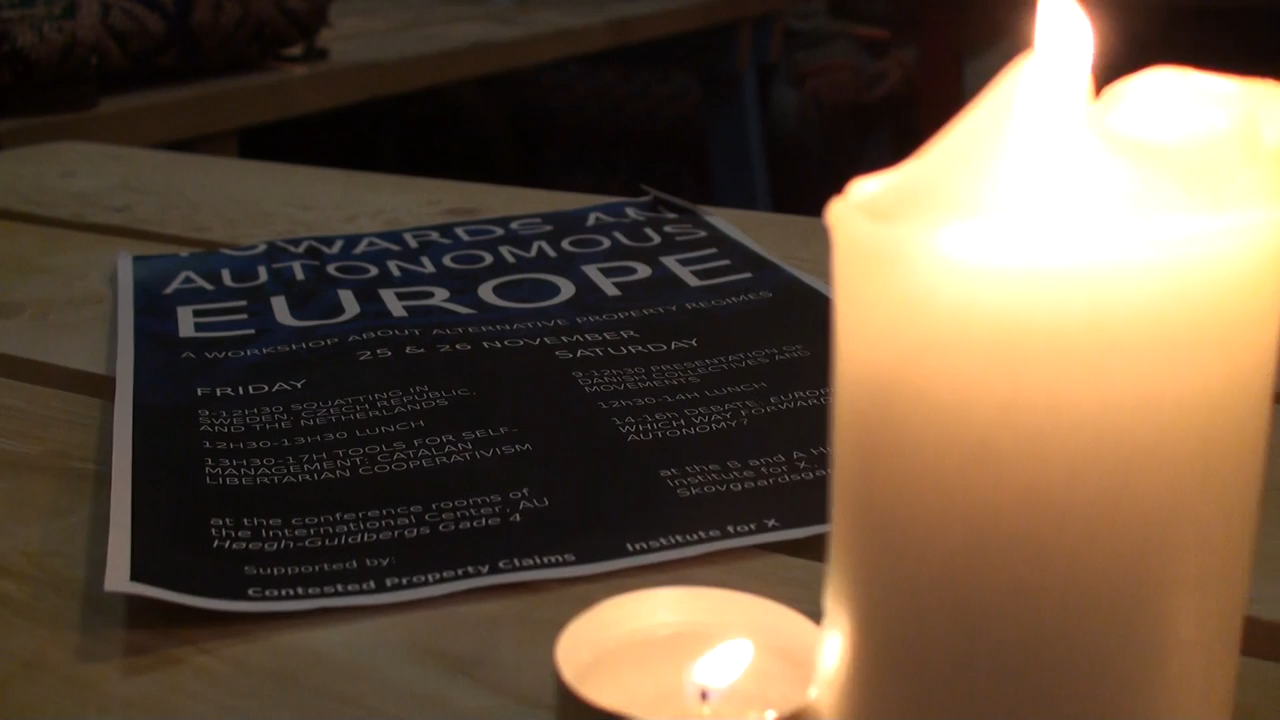 TOWARDS AN
AUTONOMOUS
EUROPE
A WORKSHOP ABOUT ALTERNATIVE PROPERTY REGIMES
25 & 26 NOVEMBER
FRIDAY
9-12H30 SQUATTING IN
SWEDEN, CZECH REPUBLIC,
AND THE NETHERLANDS
12H30-13H30 LUNCH
13H30-17H TOOLS FOR SELF-
MANAGEMENT: CATALAN
LIBERTARIAN COOPERATIVISM
at the conference rooms of
the International Center, AU
Høegh-Guldbergs Gade 4
SATURDAY
9-12h30 PRESENTATION OF
DANISH COLLECTIVES AND
MOVEMENTS
12h30-14H LUNCH
14-16h DEBATE, EUROP
WHICH WAY FORWARD
AUTONOMY?
at the B and A H
Institute for X,
Skovgaardsga
Supported by:
Contested Property Claims
Institute for X